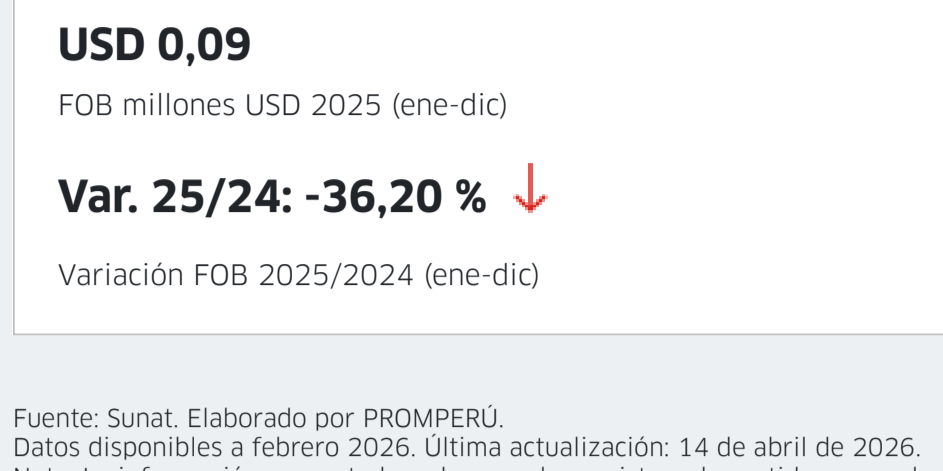 USD 0,09
FOB millones USD 2025 (ene-dic)
Var. 25/24: -36,20 %
Variación FOB 2025/2024 (ene-dic)
Fuente: Sunat. Elaborado por PROMPERÚ.
Datos disponibles a febrero 2026. Última actualización: 14 de abril de 2026.